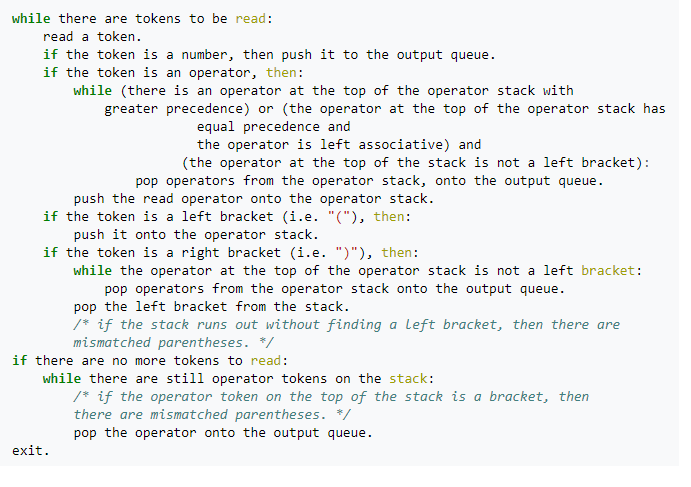 while there are tokens to be read:
read a token.
if the token is a number, then push it to the output queue.
if the token is an operator, then:
while (there is an operator at the top of the operator stack with
greater precedence) or (the operator at the top of the operator stack has
equal precedence and
the operator is left associative) and
(the operator at the top of the stack is not a left bracket):
pop operators from the operator stack, onto the output queue.
push the read operator onto the operator stack.
if the token is a left bracket (i.e. "("), then:
push it onto the operator stack.
if the token is a right bracket (i.e. ")"), then:
while the operator at the top of the operator stack is not a left bracket:
pop operators from the operator stack onto the output queue.
pop the left bracket from the stack.
/* if the stack runs out without finding a left bracket, then there are
mismatched parentheses. */
if there are no more tokens to read:
while there are still operator tokens on the stack:
/* if the operator token on the top of the stack is a bracket, then
there are mismatched parentheses. */
pop the operator onto the output queue.
exit.